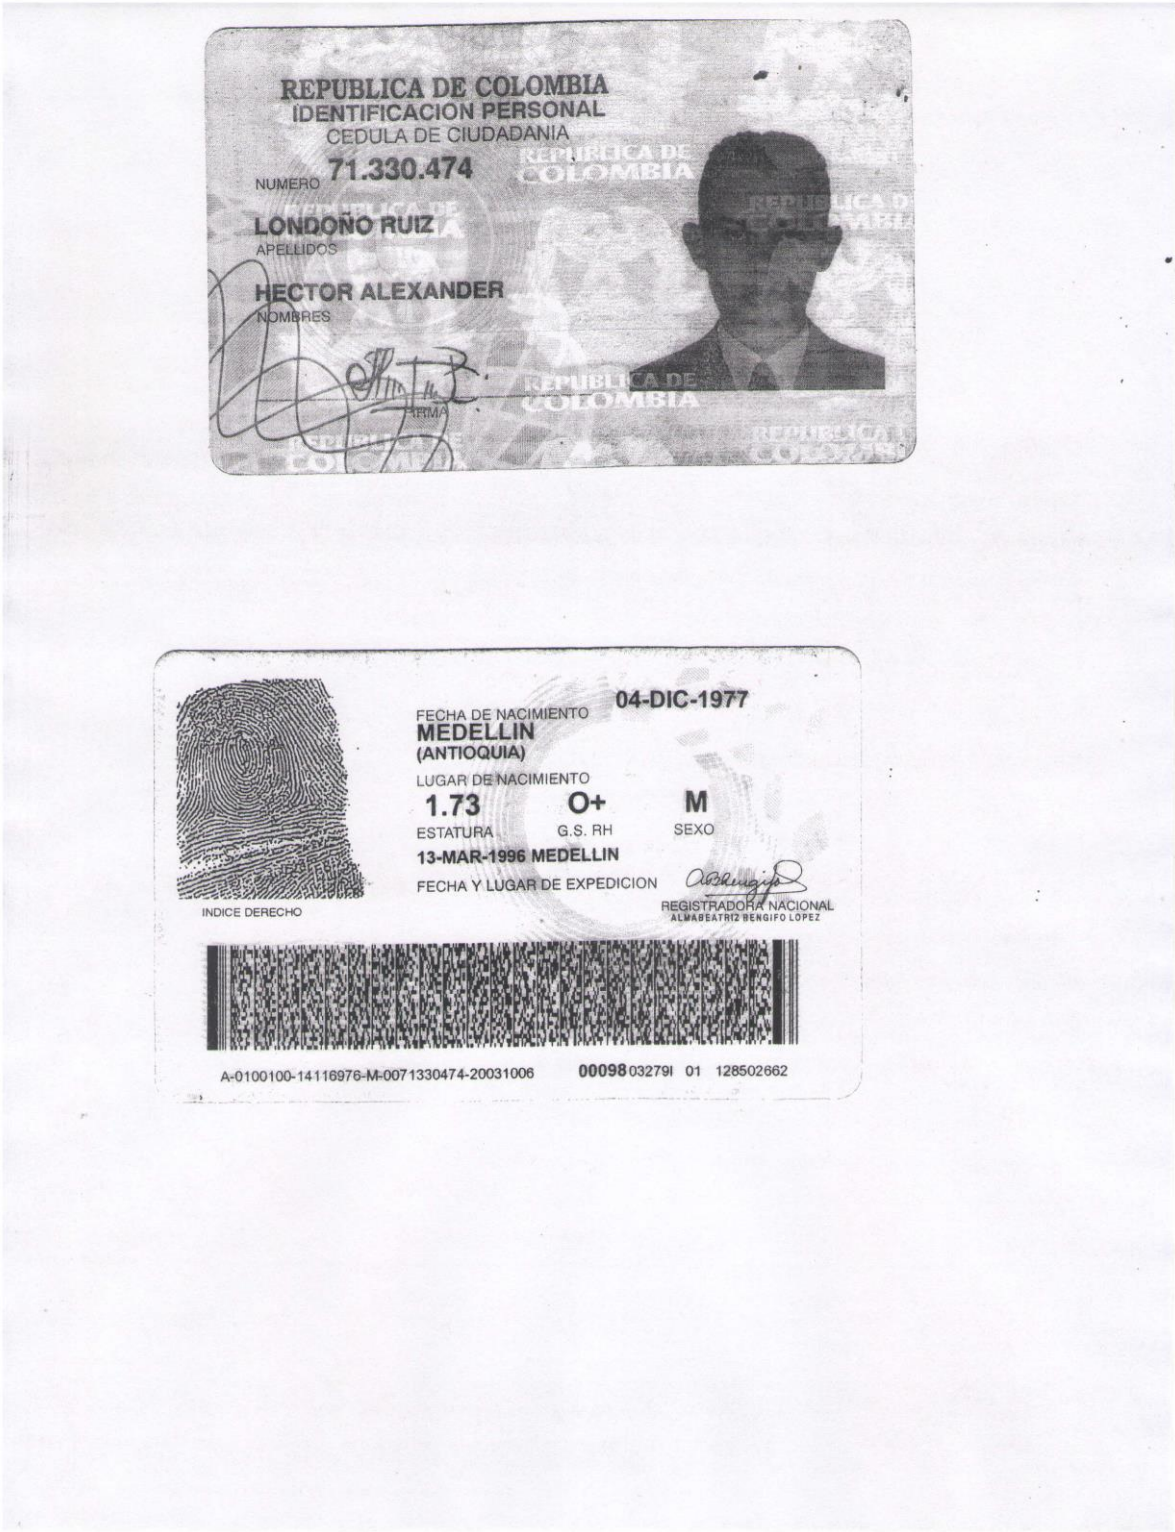 REPUBLICA DE COLOMBIA
IDENTIFICACION PERSONAL
CEDULA DE CIUDADANIA
NUMERO 71.330.474
LONDOÑO RUIZ
APELLIDOS
HECTOR ALEXANDER
NOMBRES
FIRMA
REPUBLICA DE
COLOMBIA
REPUBLICA DE
COLOMBIA
REPUBLICA DE
COLOMBIA
FECHA DE NACIMIENTO 04-DIC-1977
MEDELLIN
(ANTIOQUIA)
LUGAR DE NACIMIENTO
1.73 O+ M
ESTATURA G.S. RH SEXO
13-MAR-1996 MEDELLIN
FECHA Y LUGAR DE EXPEDICION
REGISTRADORA NACIONAL
ALMABEATRIZ RENGIFO LOPEZ
INDICE DERECHO
A-0100100-14116976-M-0071330474-20031006 00098 03279I 01 128502662